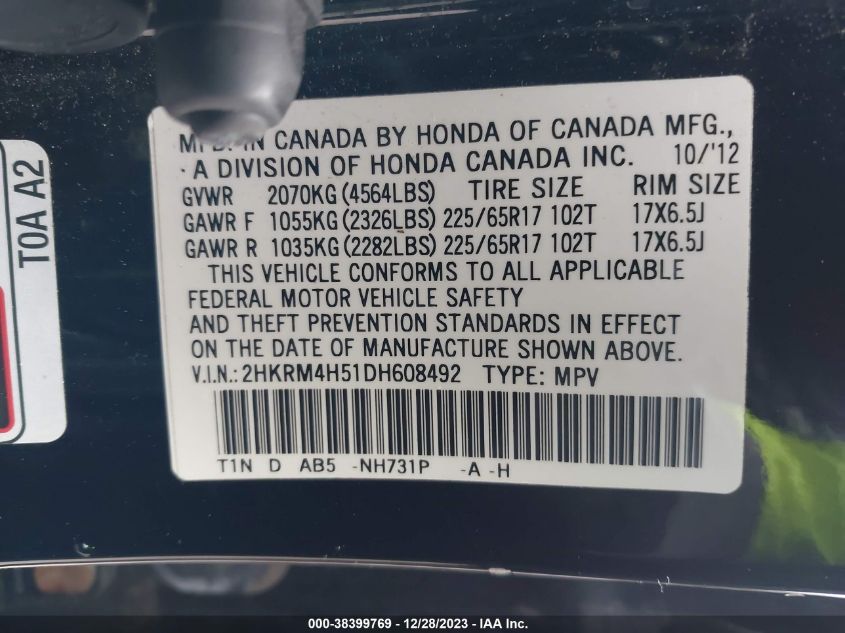 MFD. IN CANADA BY HONDA OF CANADA MFG.,
A DIVISION OF HONDA CANADA INC. 10/'12
GVWR 2070KG (4564LBS) TIRE SIZE RIM SIZE
GAWR F 1055KG (2326LBS) 225/65R17 102T 17X6.5J
GAWR R 1035KG (2282LBS) 225/65R17 102T 17X6.5J
THIS VEHICLE CONFORMS TO ALL APPLICABLE
FEDERAL MOTOR VEHICLE SAFETY
AND THEFT PREVENTION STANDARDS IN EFFECT
ON THE DATE OF MANUFACTURE SHOWN ABOVE.
V.I.N.: 2HKRM4H51DH608492 TYPE: MPV
T1N D AB5 -NH731P -A -H
T0A A2
000-38399769 - 12/28/2023 - IAA Inc.